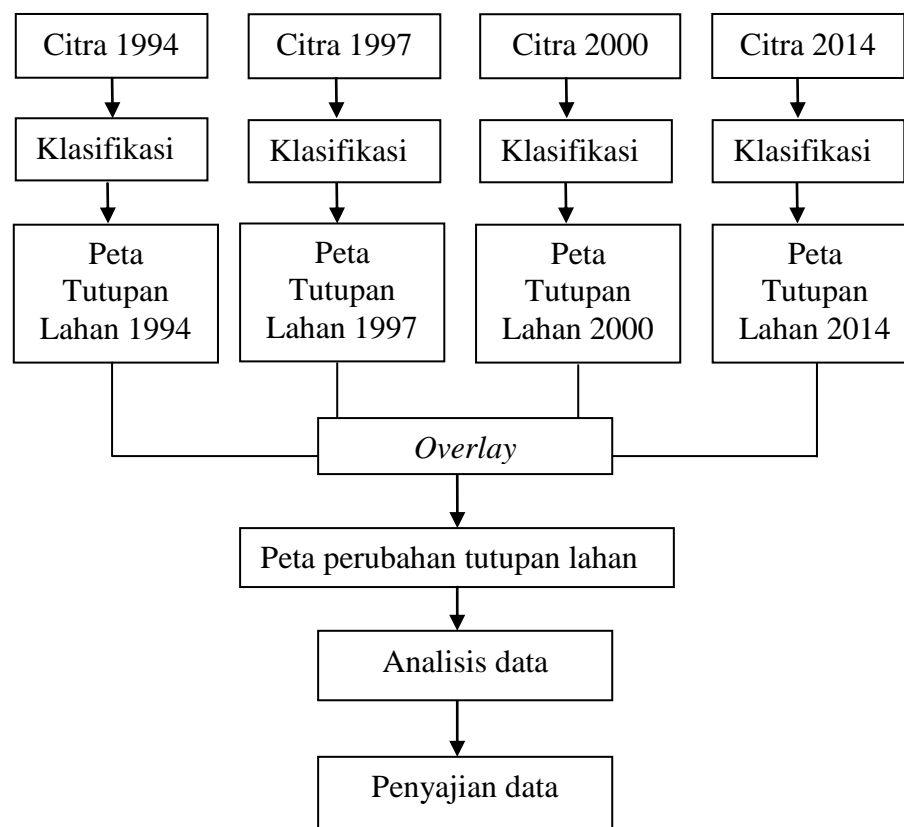 Citra 1994
Citra 1997
Citra 2000
Citra 2014
Klasifikasi
Klasifikasi
Klasifikasi
Klasifikasi
Peta
Tutupan
Lahan 1994
Peta
Tutupan
Lahan 1997
Peta
Tutupan
Lahan 2000
Peta
Tutupan
Lahan 2014
Overlay
Peta perubahan tutupan lahan
Analisis data
Penyajian data